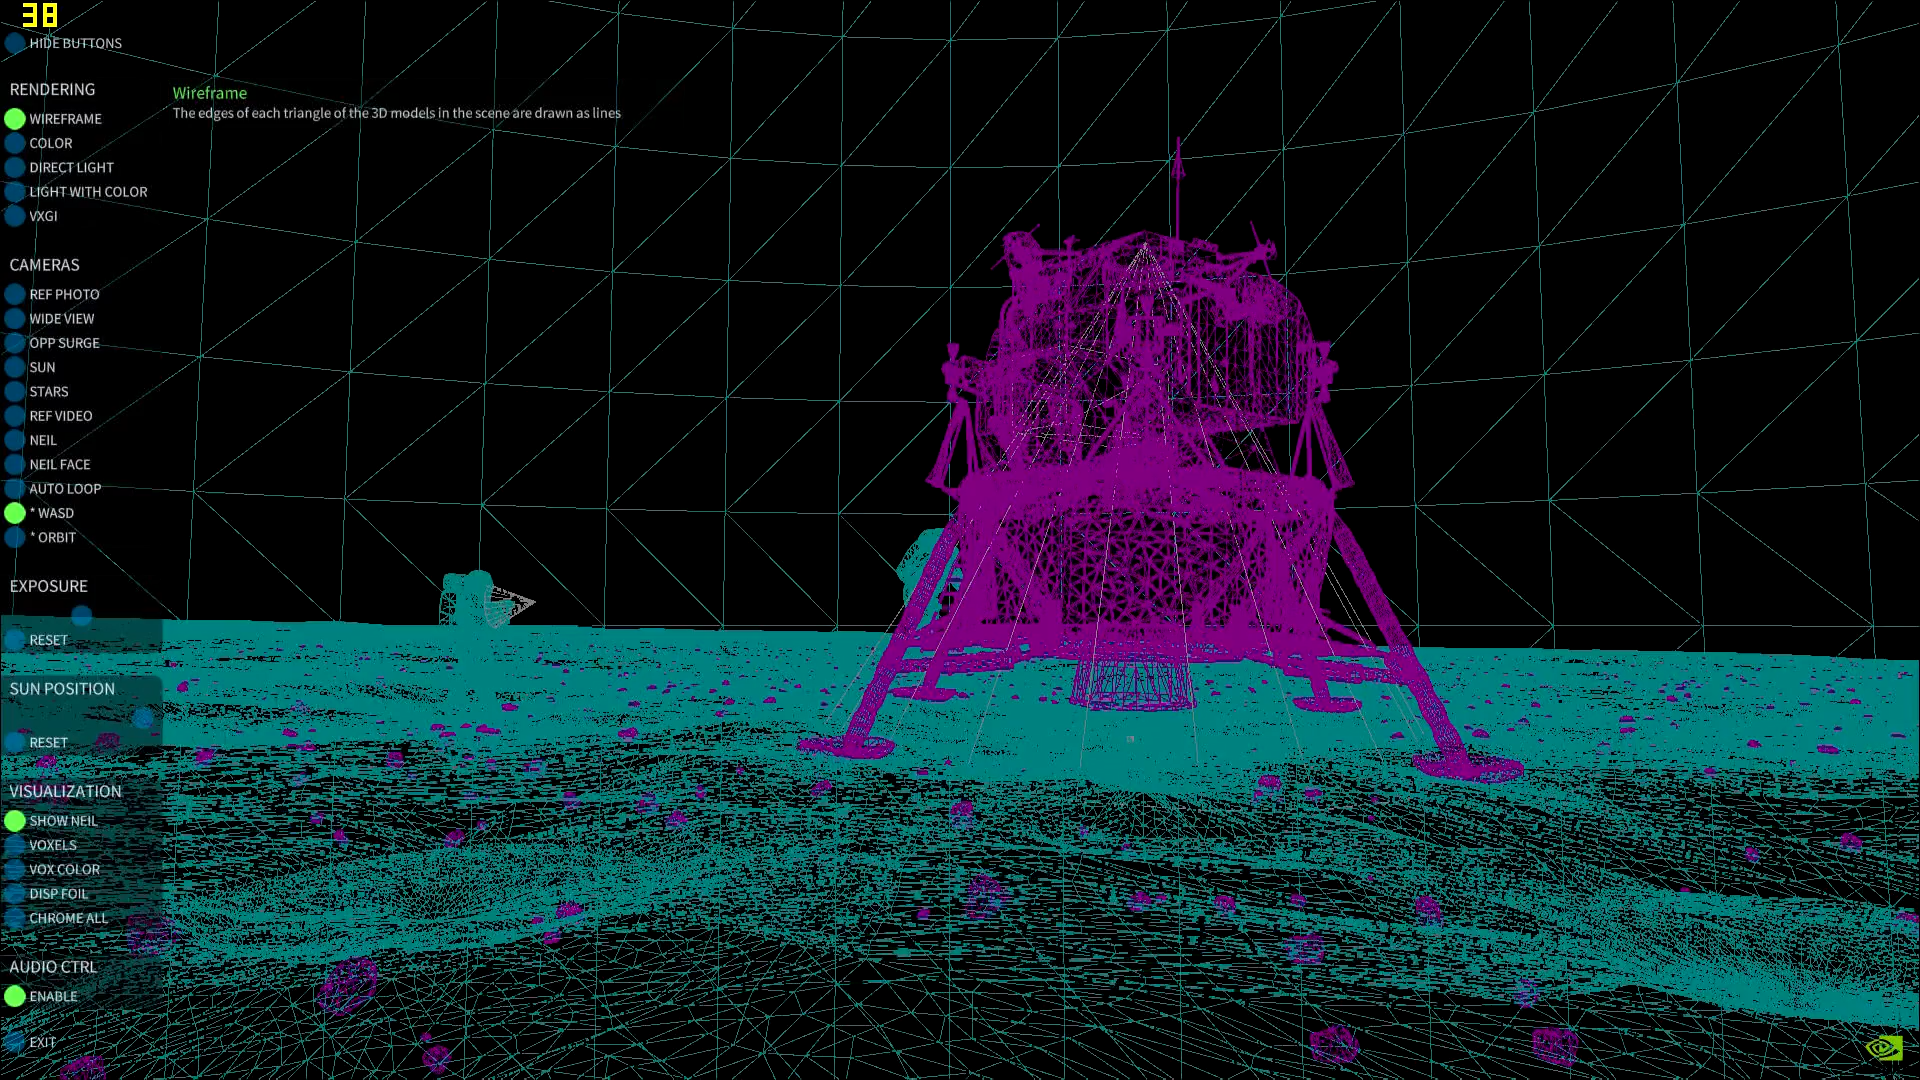 38
HIDE BUTTONS
RENDERING
WIREFRAME
COLOR
DIRECT LIGHT
LIGHT WITH COLOR
VXGI
Wireframe
The edges of each triangle of the 3D models in the scene are drawn as lines
CAMERAS
REF PHOTO
WIDE VIEW
OPP SURGE
SUN
STARS
REF VIDEO
NEIL
NEIL FACE
AUTO LOOP
* WASD
* ORBIT
EXPOSURE
RESET
SUN POSITION
RESET
VISUALIZATION
SHOW NEIL
VOXELS
VOX COLOR
DISP FOIL
CHROME ALL
AUDIO CTRL
ENABLE
EXIT